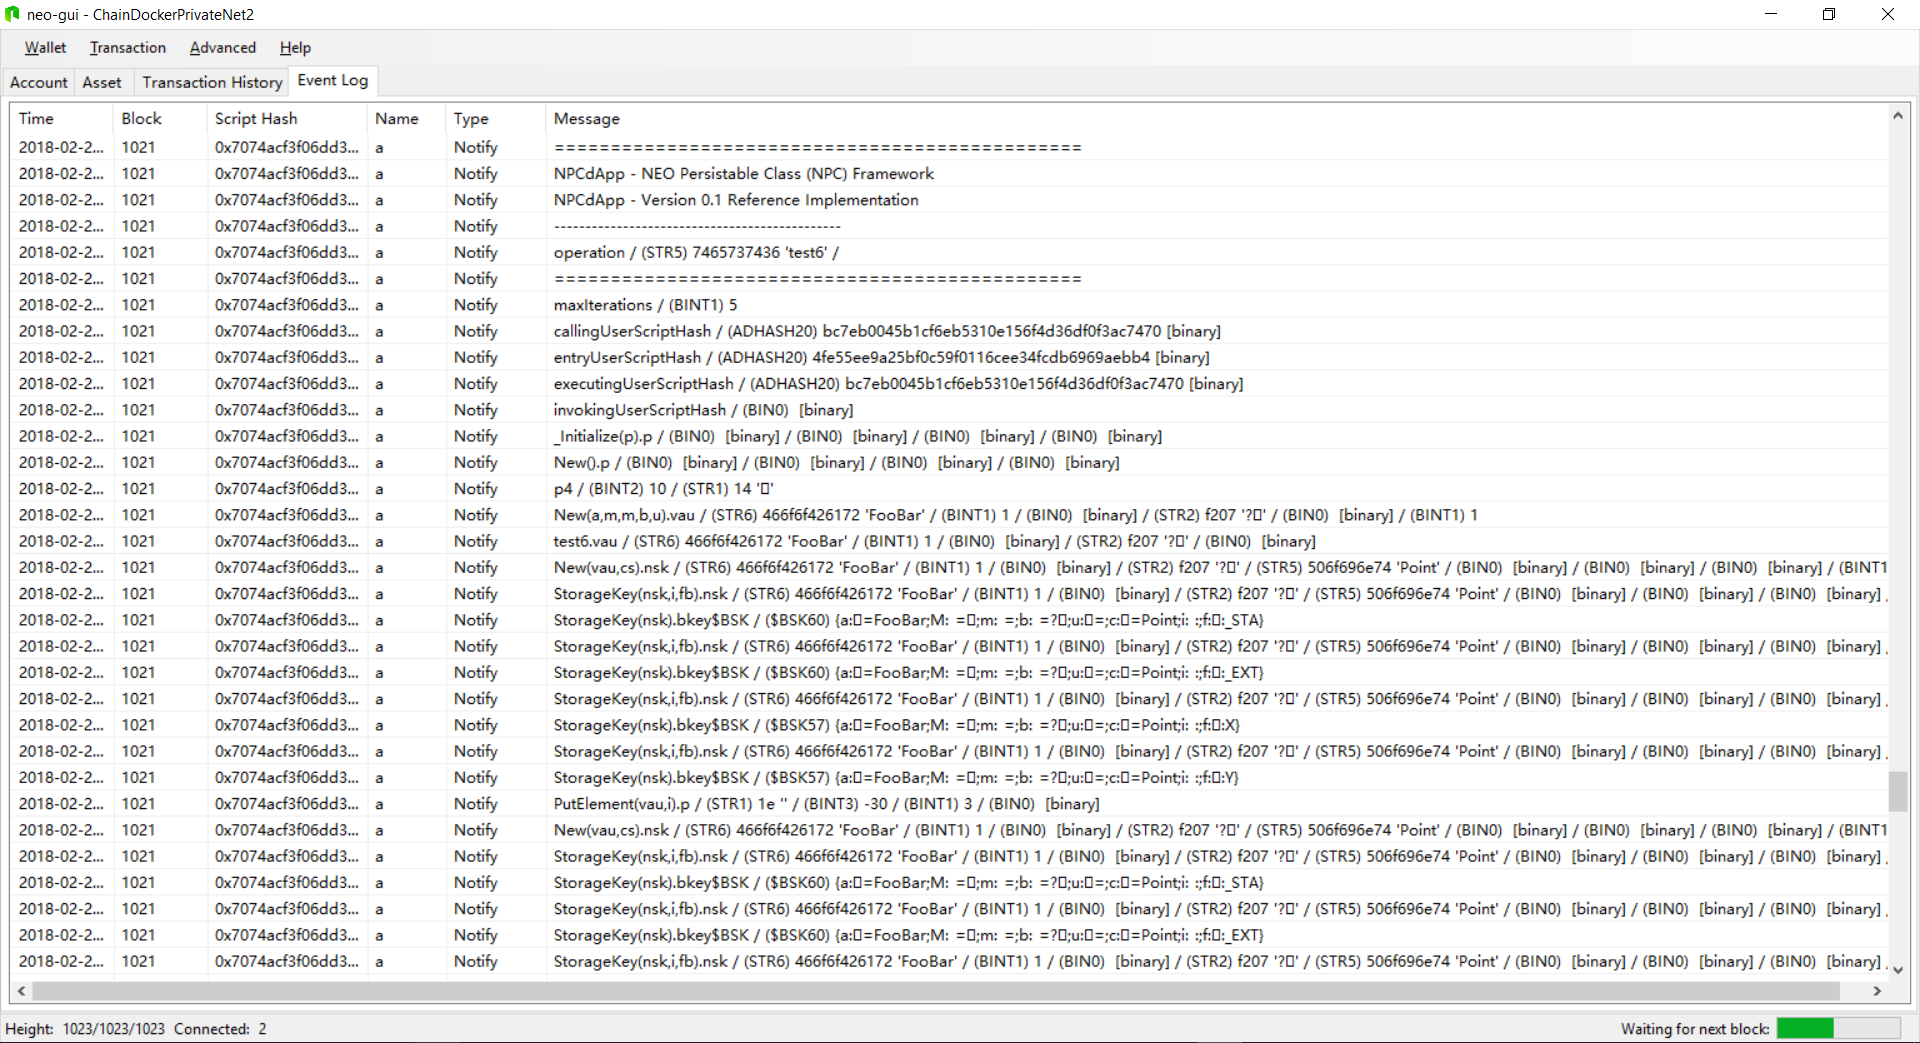 neo-gui - ChainDockerPrivateNet2
Wallet Transaction Advanced Help
Account Asset Transaction History Event Log
Time Block Script Hash Name Type Message
2018-02-2... 1021 0x7074acf3f06dd3... a Notify ===============================================
2018-02-2... 1021 0x7074acf3f06dd3... a Notify NPCdApp - NEO Persistable Class (NPC) Framework
2018-02-2... 1021 0x7074acf3f06dd3... a Notify NPCdApp - Version 0.1 Reference Implementation
2018-02-2... 1021 0x7074acf3f06dd3... a Notify -----------------------------------------------
2018-02-2... 1021 0x7074acf3f06dd3... a Notify operation / (STR5) 7465737436 'test6' /
2018-02-2... 1021 0x7074acf3f06dd3... a Notify ===============================================
2018-02-2... 1021 0x7074acf3f06dd3... a Notify maxIterations / (BINT1) 5
2018-02-2... 1021 0x7074acf3f06dd3... a Notify callingUserScriptHash / (ADHASH20) bc7eb0045b1cf6eb5310e156f4d36df0f3ac7470 [binary]
2018-02-2... 1021 0x7074acf3f06dd3... a Notify entryUserScriptHash / (ADHASH20) 4fe55ee9a25bf0c59f0116cee34fcdb6969aebb4 [binary]
2018-02-2... 1021 0x7074acf3f06dd3... a Notify executingUserScriptHash / (ADHASH20) bc7eb0045b1cf6eb5310e156f4d36df0f3ac7470 [binary]
2018-02-2... 1021 0x7074acf3f06dd3... a Notify invokingUserScriptHash / (BIN0) [binary]
2018-02-2... 1021 0x7074acf3f06dd3... a Notify _Initialize(p).p / (BIN0) [binary] / (BIN0) [binary] / (BIN0) [binary] / (BIN0) [binary]
2018-02-2... 1021 0x7074acf3f06dd3... a Notify New().p / (BIN0) [binary] / (BIN0) [binary] / (BIN0) [binary] / (BIN0) [binary]
2018-02-2... 1021 0x7074acf3f06dd3... a Notify p4 / (BINT2) 10 / (STR1) 14 '▯'
2018-02-2... 1021 0x7074acf3f06dd3... a Notify New(a,m,m,b,u).vau / (STR6) 466f6f426172 'FooBar' / (BINT1) 1 / (BIN0) [binary] / (STR2) f207 '?▯' / (BIN0) [binary] / (BINT1) 1
2018-02-2... 1021 0x7074acf3f06dd3... a Notify test6.vau / (STR6) 466f6f426172 'FooBar' / (BINT1) 1 / (BIN0) [binary] / (STR2) f207 '?▯' / (BIN0) [binary]
2018-02-2... 1021 0x7074acf3f06dd3... a Notify New(vau,cs).nsk / (STR6) 466f6f426172 'FooBar' / (BINT1) 1 / (BIN0) [binary] / (STR2) f207 '?▯' / (STR5) 506f696e74 'Point' / (BIN0) [binary] / (BIN0) [binary] / (BIN0) [binary] / (BINT1
2018-02-2... 1021 0x7074acf3f06dd3... a Notify StorageKey(nsk,i,fb).nsk / (STR6) 466f6f426172 'FooBar' / (BINT1) 1 / (BIN0) [binary] / (STR2) f207 '?▯' / (STR5) 506f696e74 'Point' / (BIN0) [binary] / (BIN0) [binary] / (BIN0) [binary] ,
2018-02-2... 1021 0x7074acf3f06dd3... a Notify StorageKey(nsk).bkey$BSK / ($BSK60) {a:▯=FooBar;M: =▯;m: =;b: =?▯;u:▯=;c:▯=Point;i: :;f:▯:_STA}
2018-02-2... 1021 0x7074acf3f06dd3... a Notify StorageKey(nsk,i,fb).nsk / (STR6) 466f6f426172 'FooBar' / (BINT1) 1 / (BIN0) [binary] / (STR2) f207 '?▯' / (STR5) 506f696e74 'Point' / (BIN0) [binary] / (BIN0) [binary] / (BIN0) [binary] ,
2018-02-2... 1021 0x7074acf3f06dd3... a Notify StorageKey(nsk).bkey$BSK / ($BSK60) {a:▯=FooBar;M: =▯;m: =;b: =?▯;u:▯=;c:▯=Point;i: :;f:▯:_EXT}
2018-02-2... 1021 0x7074acf3f06dd3... a Notify StorageKey(nsk,i,fb).nsk / (STR6) 466f6f426172 'FooBar' / (BINT1) 1 / (BIN0) [binary] / (STR2) f207 '?▯' / (STR5) 506f696e74 'Point' / (BIN0) [binary] / (BIN0) [binary] / (BIN0) [binary] ,
2018-02-2... 1021 0x7074acf3f06dd3... a Notify StorageKey(nsk).bkey$BSK / ($BSK57) {a:▯=FooBar;M: =▯;m: =;b: =?▯;u:▯=;c:▯=Point;i: :;f:▯:X}
2018-02-2... 1021 0x7074acf3f06dd3... a Notify StorageKey(nsk,i,fb).nsk / (STR6) 466f6f426172 'FooBar' / (BINT1) 1 / (BIN0) [binary] / (STR2) f207 '?▯' / (STR5) 506f696e74 'Point' / (BIN0) [binary] / (BIN0) [binary] / (BIN0) [binary] ,
2018-02-2... 1021 0x7074acf3f06dd3... a Notify StorageKey(nsk).bkey$BSK / ($BSK57) {a:▯=FooBar;M: =▯;m: =;b: =?▯;u:▯=;c:▯=Point;i: :;f:▯:Y}
2018-02-2... 1021 0x7074acf3f06dd3... a Notify PutElement(vau,i).p / (STR1) 1e '' / (BINT3) -30 / (BINT1) 3 / (BIN0) [binary]
2018-02-2... 1021 0x7074acf3f06dd3... a Notify New(vau,cs).nsk / (STR6) 466f6f426172 'FooBar' / (BINT1) 1 / (BIN0) [binary] / (STR2) f207 '?▯' / (STR5) 506f696e74 'Point' / (BIN0) [binary] / (BIN0) [binary] / (BIN0) [binary] / (BINT1
2018-02-2... 1021 0x7074acf3f06dd3... a Notify StorageKey(nsk,i,fb).nsk / (STR6) 466f6f426172 'FooBar' / (BINT1) 1 / (BIN0) [binary] / (STR2) f207 '?▯' / (STR5) 506f696e74 'Point' / (BIN0) [binary] / (BIN0) [binary] / (BIN0) [binary] ,
2018-02-2... 1021 0x7074acf3f06dd3... a Notify StorageKey(nsk).bkey$BSK / ($BSK60) {a:▯=FooBar;M: =▯;m: =;b: =?▯;u:▯=;c:▯=Point;i: :;f:▯:_STA}
2018-02-2... 1021 0x7074acf3f06dd3... a Notify StorageKey(nsk,i,fb).nsk / (STR6) 466f6f426172 'FooBar' / (BINT1) 1 / (BIN0) [binary] / (STR2) f207 '?▯' / (STR5) 506f696e74 'Point' / (BIN0) [binary] / (BIN0) [binary] / (BIN0) [binary] ,
2018-02-2... 1021 0x7074acf3f06dd3... a Notify StorageKey(nsk).bkey$BSK / ($BSK60) {a:▯=FooBar;M: =▯;m: =;b: =?▯;u:▯=;c:▯=Point;i: :;f:▯:_EXT}
2018-02-2... 1021 0x7074acf3f06dd3... a Notify StorageKey(nsk,i,fb).nsk / (STR6) 466f6f426172 'FooBar' / (BINT1) 1 / (BIN0) [binary] / (STR2) f207 '?▯' / (STR5) 506f696e74 'Point' / (BIN0) [binary] / (BIN0) [binary] / (BIN0) [binary] ,
Height: 1023/1023/1023 Connected: 2 Waiting for next block: